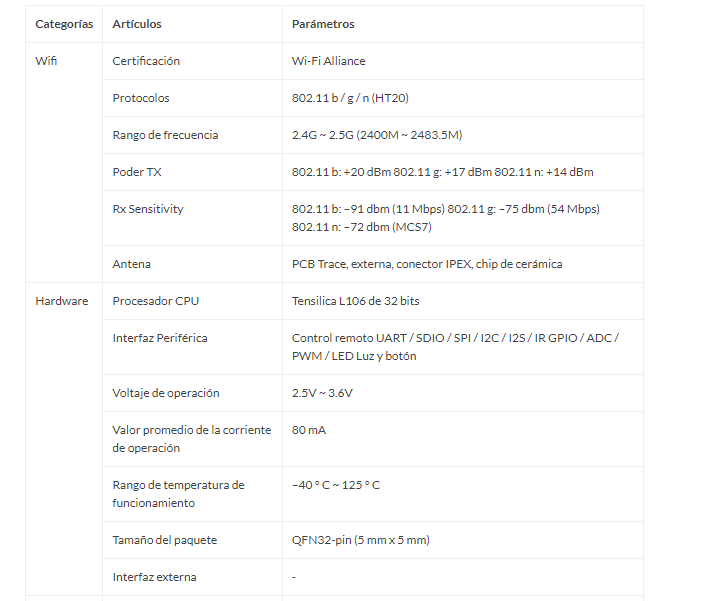 Categorías Artículos Parámetros
Wifi Certificación Wi-Fi Alliance
Protocolos 802.11 b / g / n (HT20)
Rango de frecuencia 2.4G ~ 2.5G (2400M ~ 2483.5M)
Poder TX 802.11 b: +20 dBm 802.11 g: +17 dBm 802.11 n: +14 dBm
Rx Sensitivity 802.11 b: –91 dbm (11 Mbps) 802.11 g: –75 dbm (54 Mbps)
802.11 n: –72 dbm (MCS7)
Antena PCB Trace, externa, conector IPEX, chip de cerámica
Hardware Procesador CPU Tensilica L106 de 32 bits
Interfaz Periférica Control remoto UART / SDIO / SPI / I2C / I2S / IR GPIO / ADC /
PWM / LED Luz y botón
Voltaje de operación 2.5V ~ 3.6V
Valor promedio de la corriente 80 mA
de operación
Rango de temperatura de –40 ° C ~ 125 ° C
funcionamiento
Tamaño del paquete QFN32-pin (5 mm x 5 mm)
Interfaz externa -